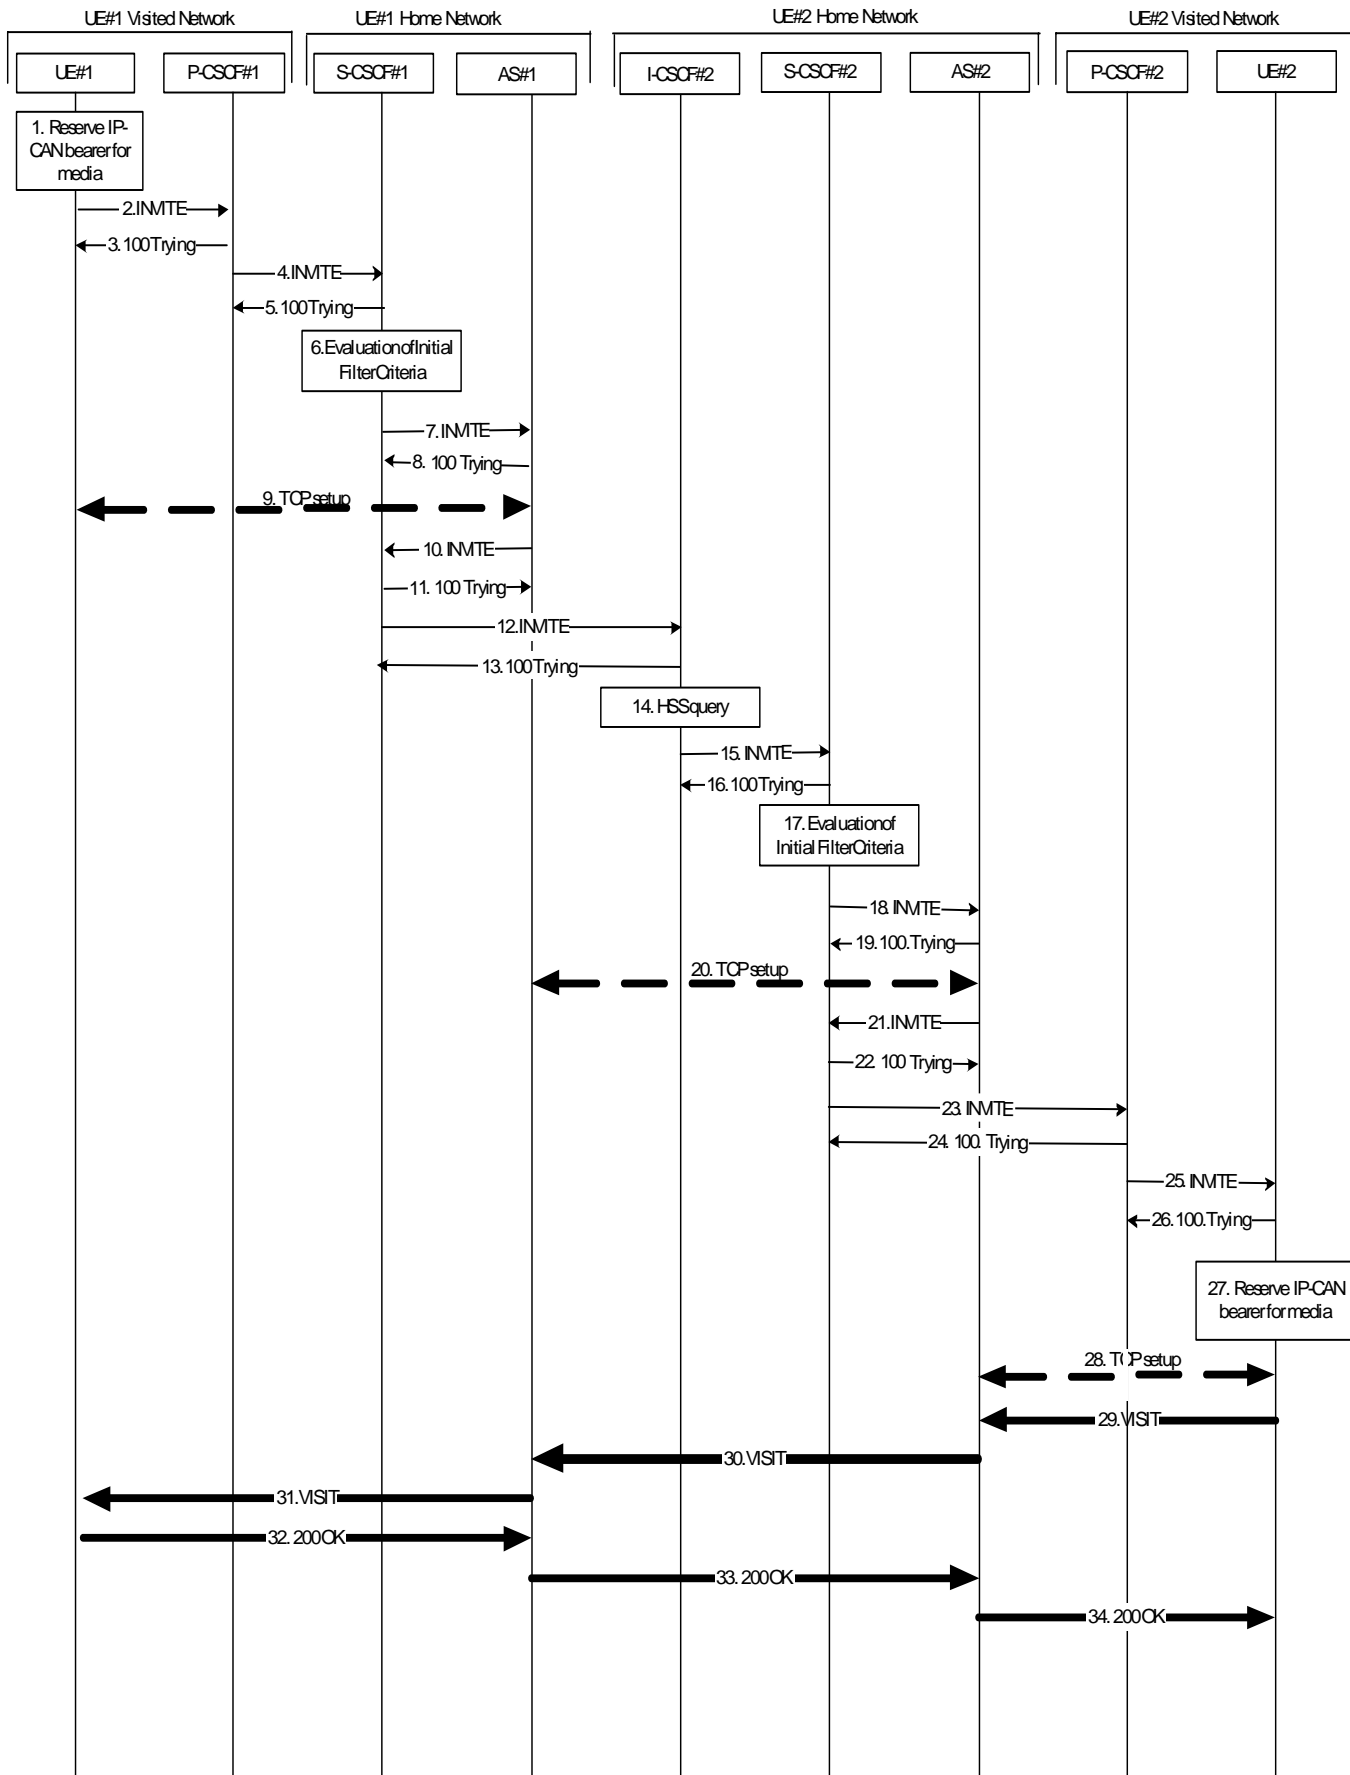 UE#1 Visited Network
UE#1 Home Network
UE#2 Home Network
UE#2 Visited Network
UE#1
P-CSCF#1
S-CSCF#1
AS#1
I-CSCF#2
S-CSCF#2
AS#2
P-CSCF#2
UE#2
1. Reserve IP-
CAN bearer for
media
2. INVITE
3. 100 Trying
4. INVITE
5. 100 Trying
6. Evaluation of Initial
Filter Criteria
7. INVITE
8. 100 Trying
9. TCP setup
10. INVITE
11. 100 Trying
12. INVITE
13. 100 Trying
14. HSS query
15. INVITE
16. 100 Trying
17. Evaluation of
Initial Filter Criteria
18. INVITE
19. 100. Trying
20. TCP setup
21. INVITE
22. 100 Trying
23. INVITE
24. 100. Trying
25. INVITE
26. 100. Trying
27. Reserve IP-CAN
bearer for media
28. TCP setup
29. VISIT
30. VISIT
31. VISIT
32. 200 OK
33. 200 OK
34. 200 OK